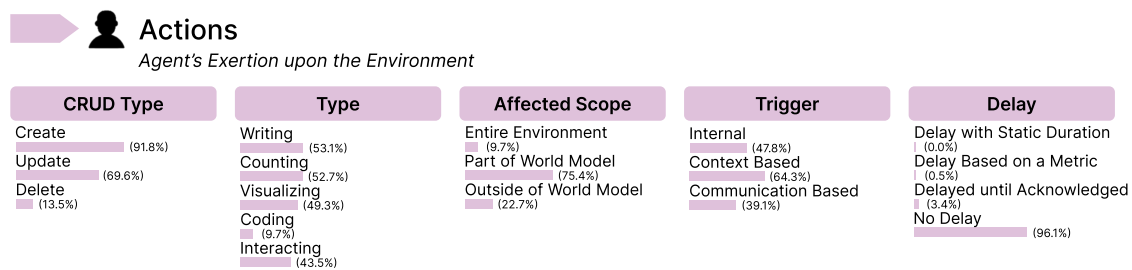 Actions
Agent's Exertion upon the Environment
CRUD Type
Create
(91.8%)
Update
(69.6%)
Delete
(13.5%)
Type
Writing
(53.1%)
Counting
(52.7%)
Visualizing
(49.3%)
Coding
(9.7%)
Interacting
(43.5%)
Affected Scope
Entire Environment
(9.7%)
Part of World Model
(75.4%)
Outside of World Model
(22.7%)
Trigger
Internal
(47.8%)
Context Based
(64.3%)
Communication Based
(39.1%)
Delay
Delay with Static Duration
(0.0%)
Delay Based on a Metric
(0.5%)
Delayed until Acknowledged
(3.4%)
No Delay
(96.1%)